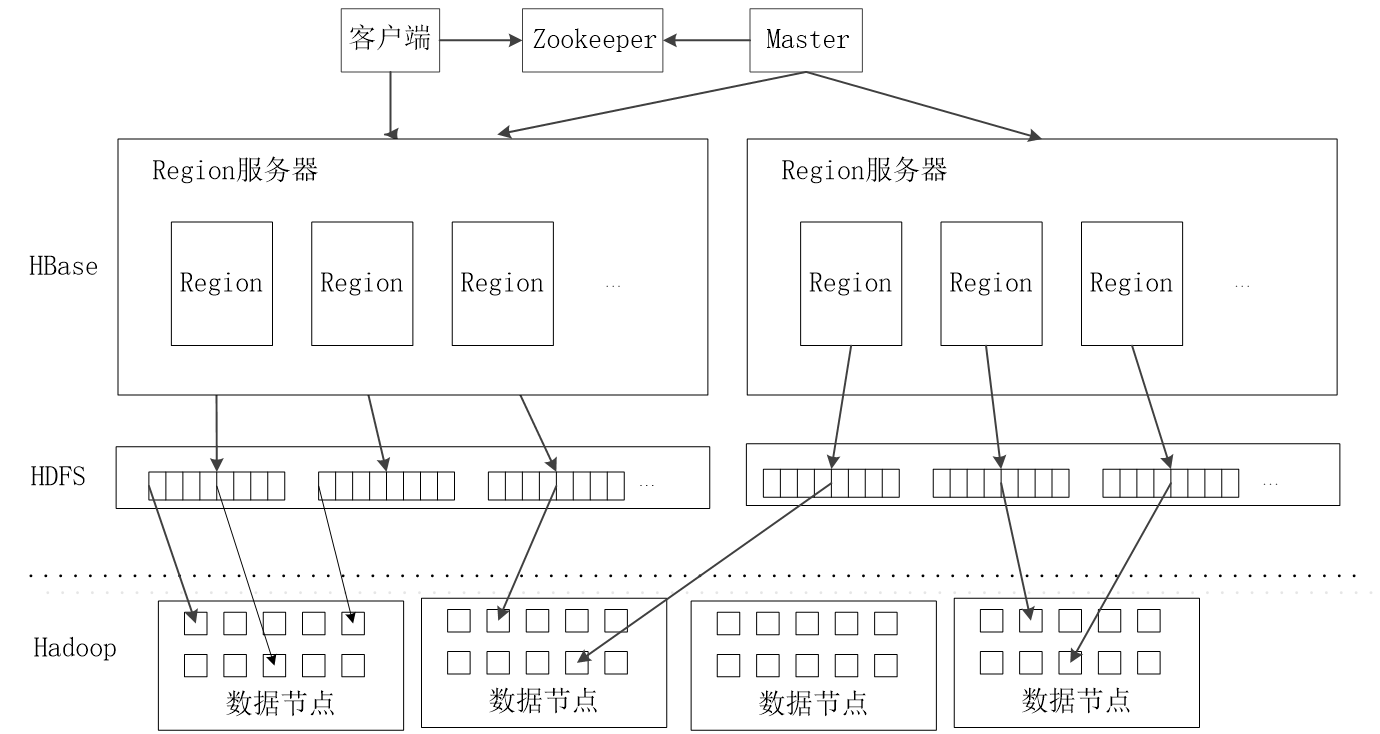 客户端
Zookeeper
Master
Region服务器
Region服务器
HBase
Region
Region
Region
...
Region
Region
Region
...
HDFS
...
...
Hadoop
数据节点
数据节点
数据节点
数据节点